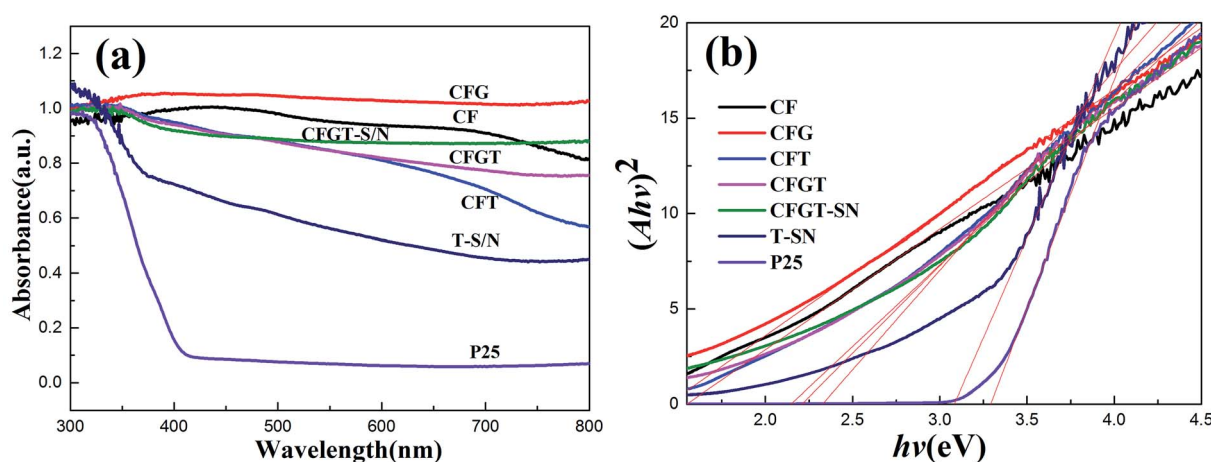 (a)
1.2
1.0
0.8
0.6
0.4
0.2
0.0
Absorbance(a.u.)
CFG
CF
CFGT-S/N
CFGT
CFT
T-S/N
P25
300 400 500 600 700 800
Wavelength(nm)
(b)
20
15
10
5
0
(Ahν)2
CF
CFG
CFT
CFGT
CFGT-SN
T-SN
P25
2.0 2.5 3.0 3.5 4.0 4.5
hν(eV)